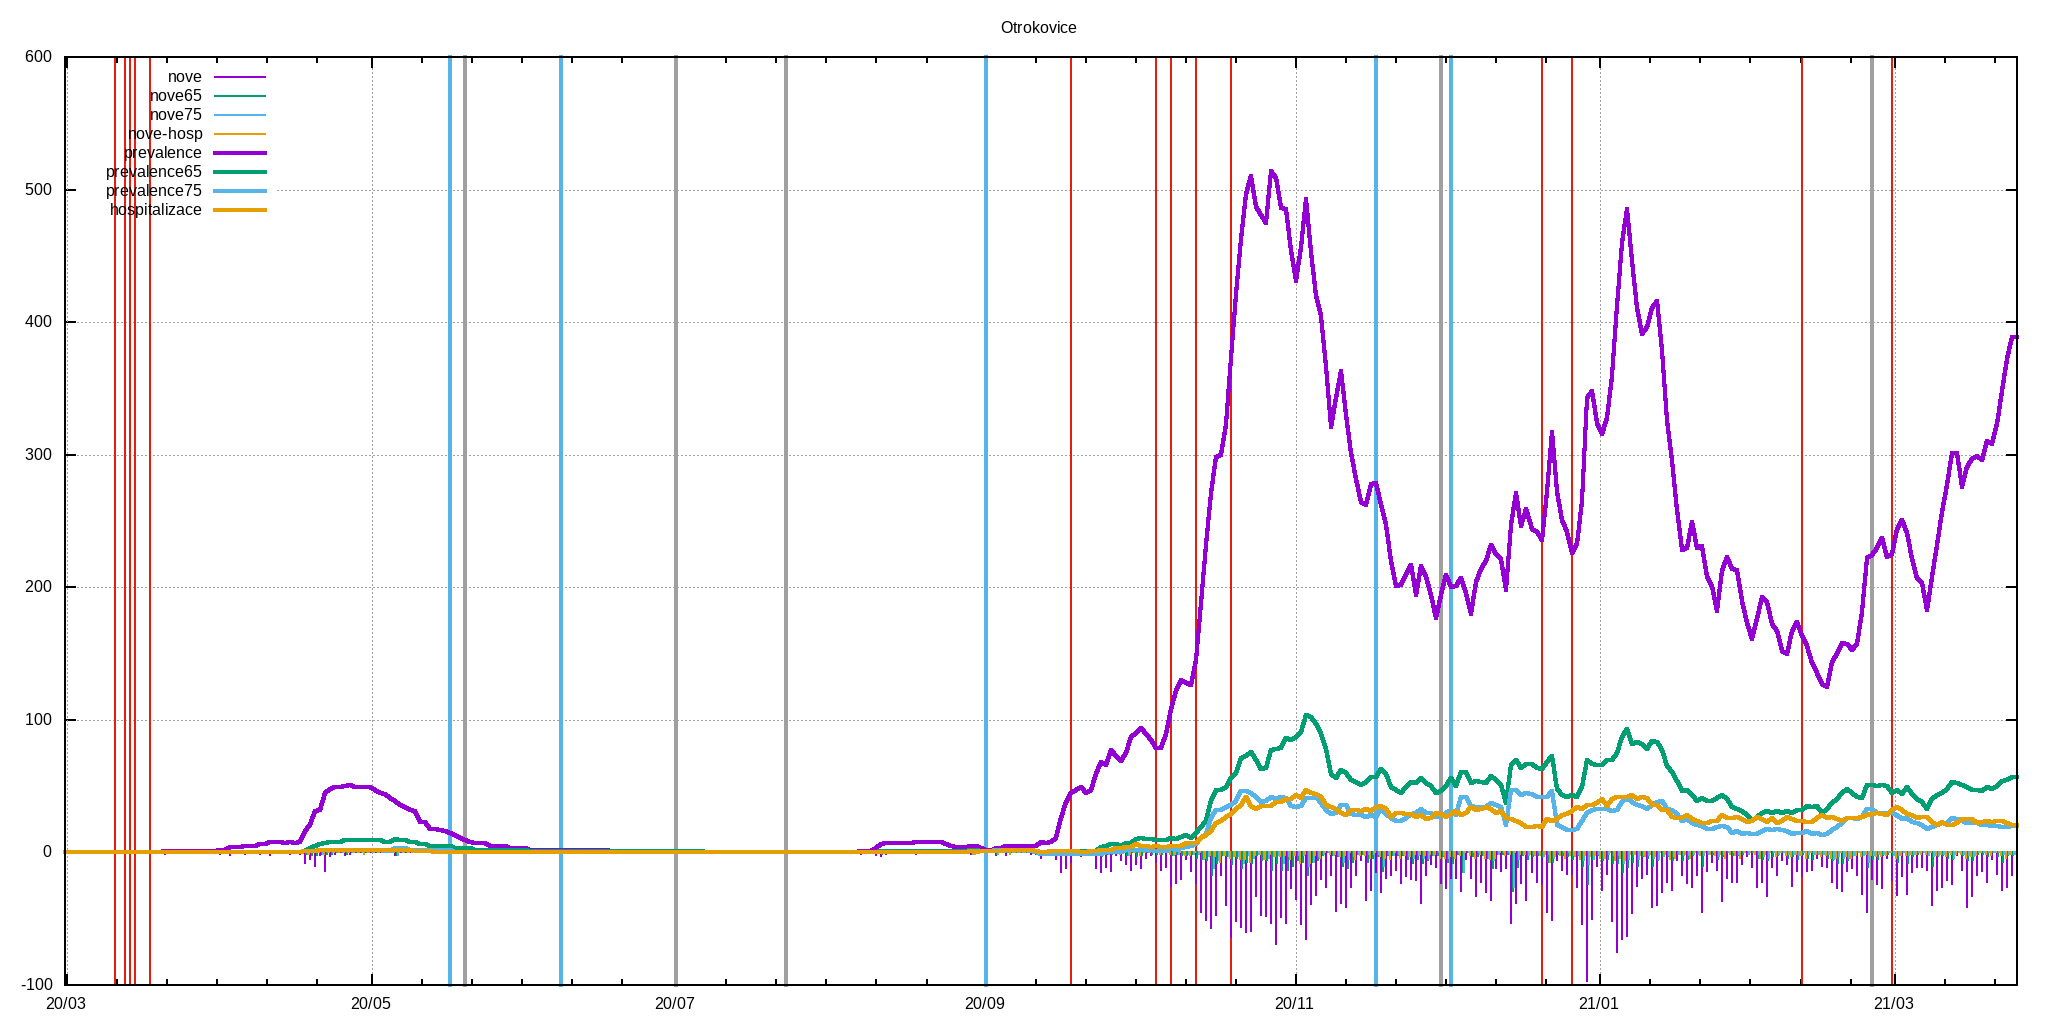 Otrokovice
600
500
400
300
200
100
0
-100
nove
nove65
nove75
nove-hosp
prevalence
prevalence65
prevalence75
hospitalizace
20/03
20/05
20/07
20/09
20/11
21/01
21/03